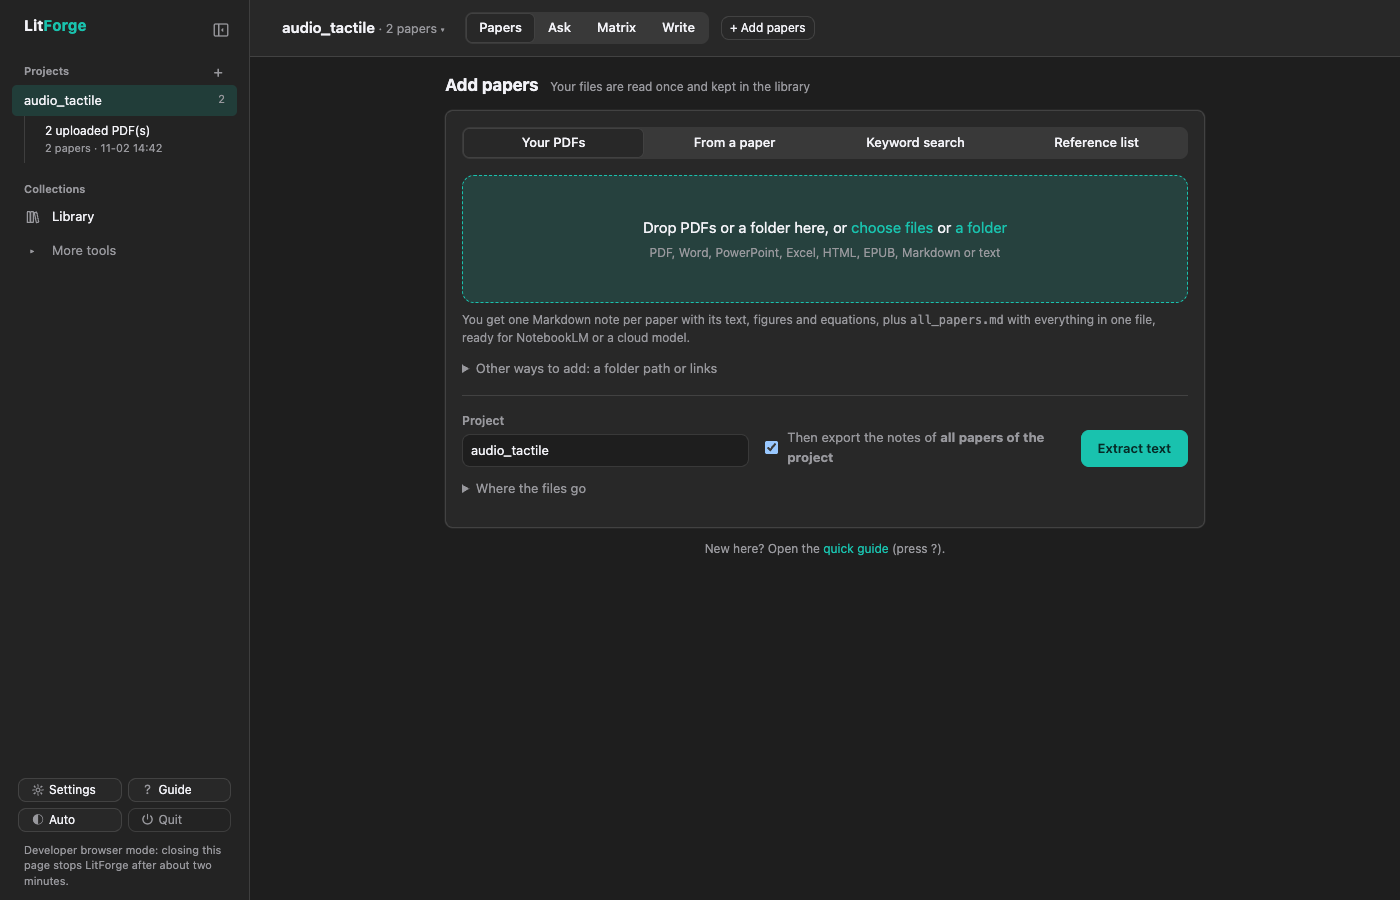 LitForge
Projects
+
audio_tactile 2
2 uploaded PDF(s)
2 papers · 11-02 14:42
Collections
Library
More tools
Settings
? Guide
Auto
Quit
Developer browser mode: closing this
page stops LitForge after about two
minutes.
audio_tactile · 2 papers
Papers Ask Matrix Write
+ Add papers
Add papers Your files are read once and kept in the library
Your PDFs From a paper Keyword search Reference list
Drop PDFs or a folder here, or choose files or a folder
PDF, Word, PowerPoint, Excel, HTML, EPUB, Markdown or text
You get one Markdown note per paper with its text, figures and equations, plus all_papers.md with everything in one file,
ready for NotebookLM or a cloud model.
Other ways to add: a folder path or links
Project
audio_tactile
Then export the notes of all papers of the
project
Extract text
Where the files go
New here? Open the quick guide (press ?).